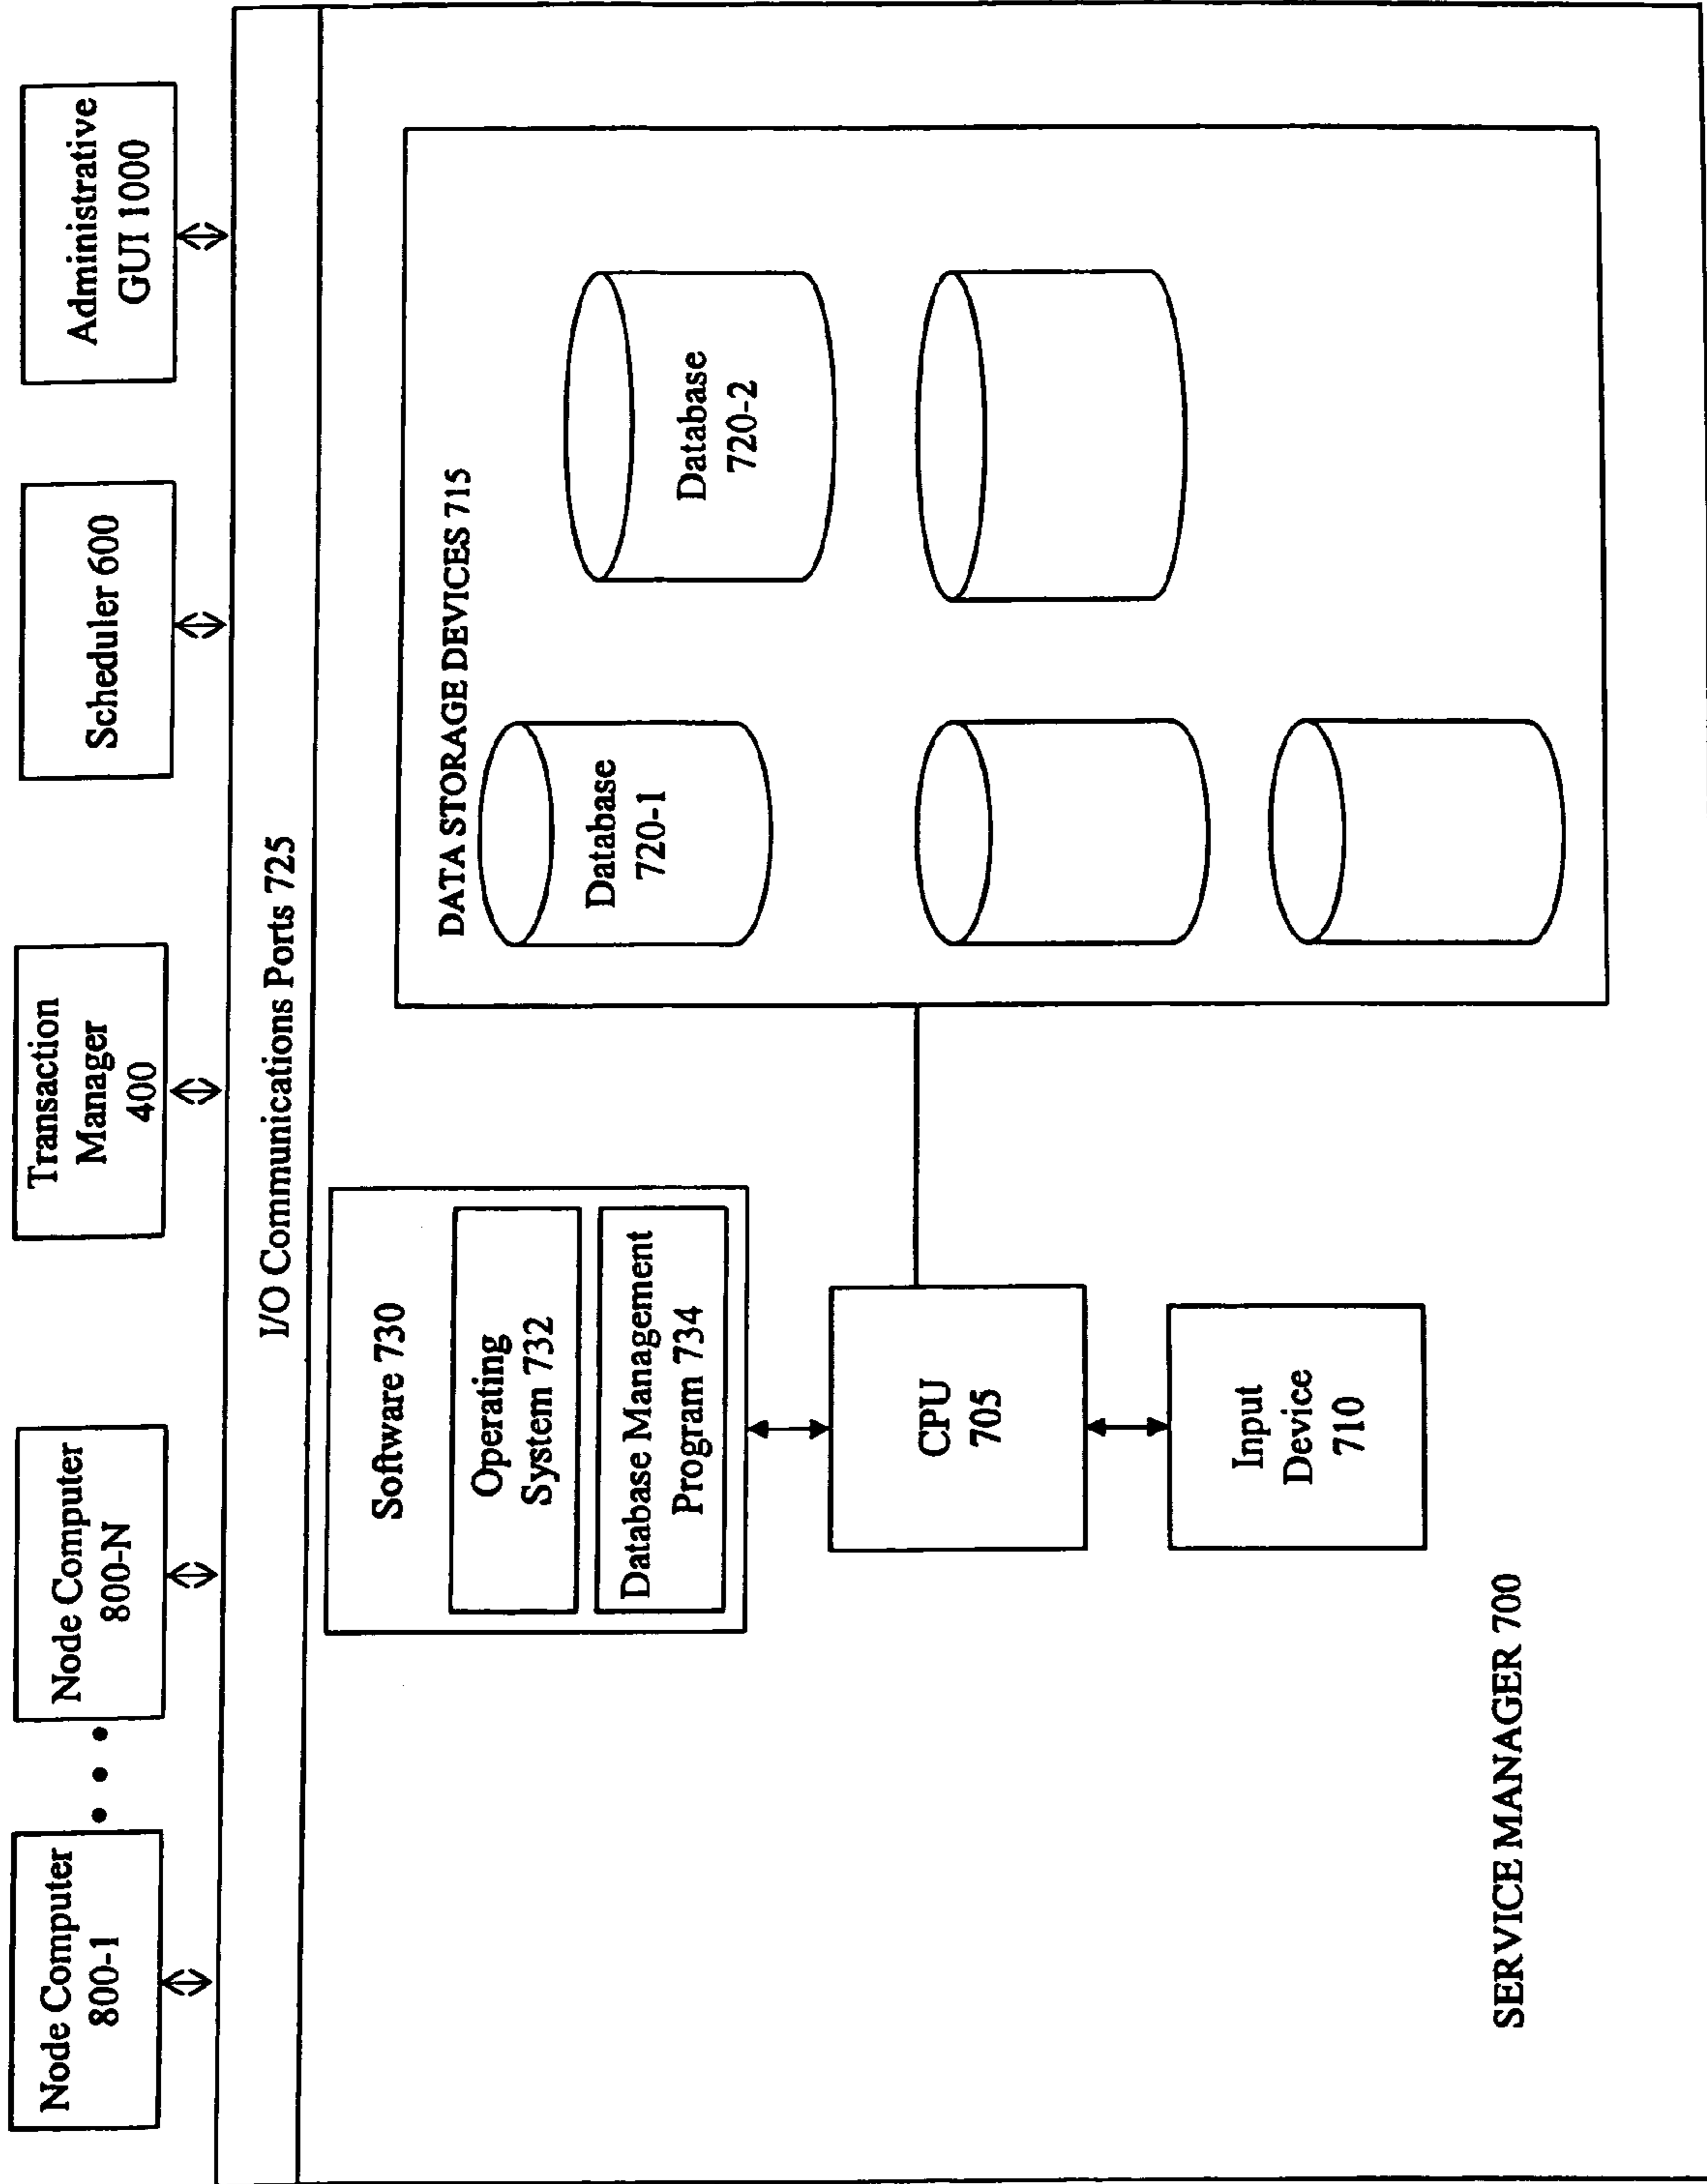 Node Computer
800-1
Node Computer
800-N
Transaction
Manager
400
Scheduler 600
Administrative
GUI 1000
I/O Communications Ports 725
Software 730
Operating
System 732
Database Management
Program 734
CPU
705
Input
Device
710
DATA STORAGE DEVICES 715
Database
720-1
Database
720-2
SERVICE MANAGER 700